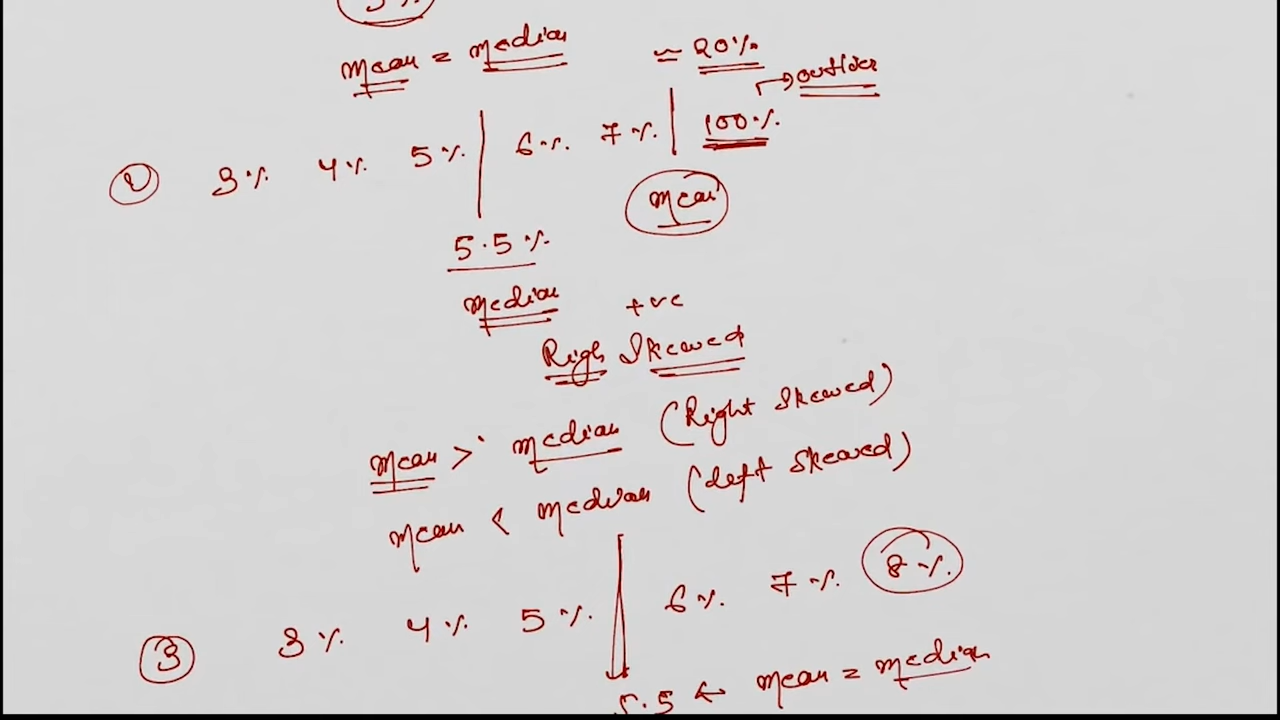 mean = median
≈ 20%
→ outlier
② 3% 4% 5% 6% 7% 100%
mean
5.5%
median
+ve
Righ Skewed
mean > median (Right Skewed)
mean < median (left Skewed)
③ 3% 4% 5% 6% 7% 8%
5.5 ← mean = median